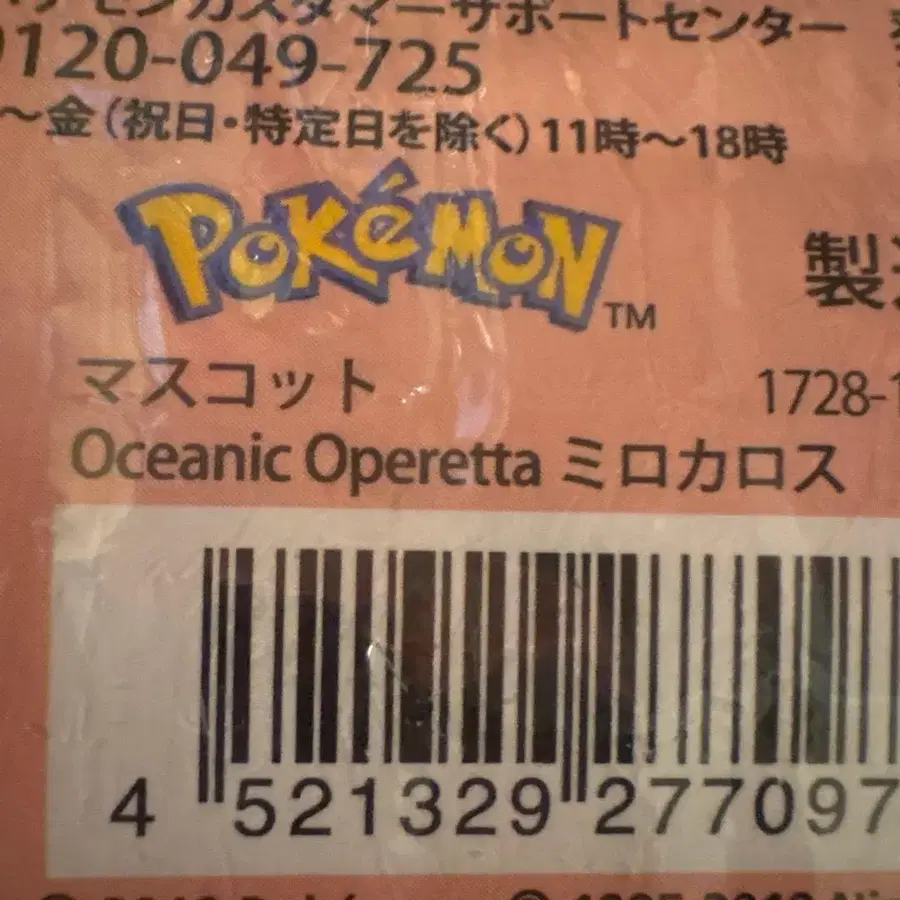 モンカスタマーサポートセンター
0120-049-725
～金(祝日・特定日を除く)11時～18時
POKéMON TM
製
マスコット 1728-1
Oceanic Operetta ミロカロス
4 521329 277097